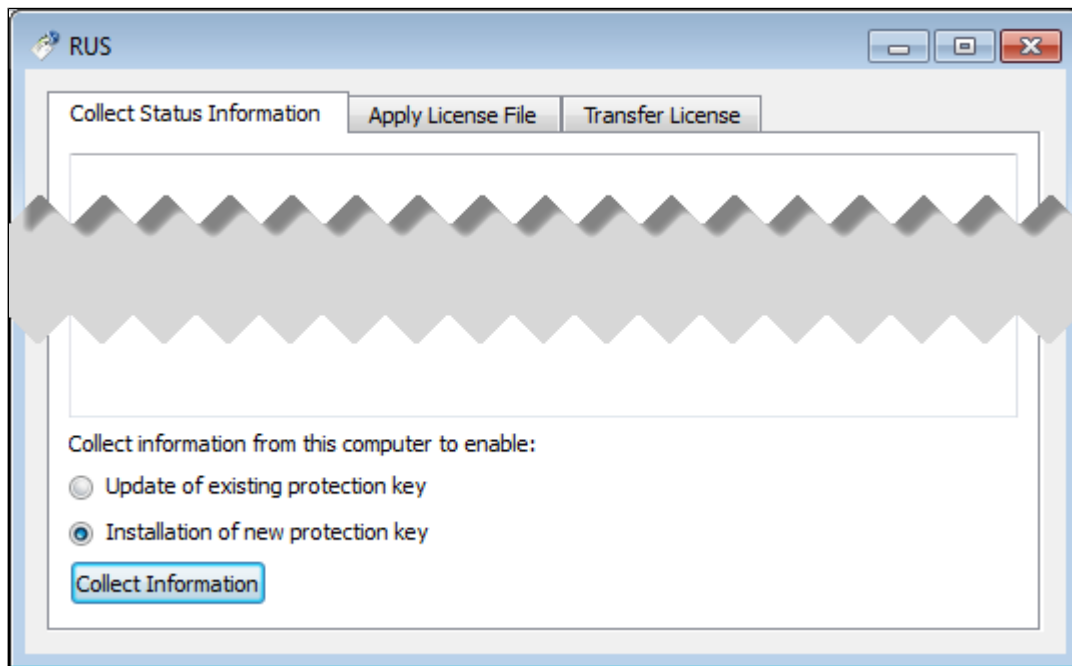 RUS
Collect Status Information Apply License File Transfer License
Collect information from this computer to enable:
Update of existing protection key
Installation of new protection key
Collect Information